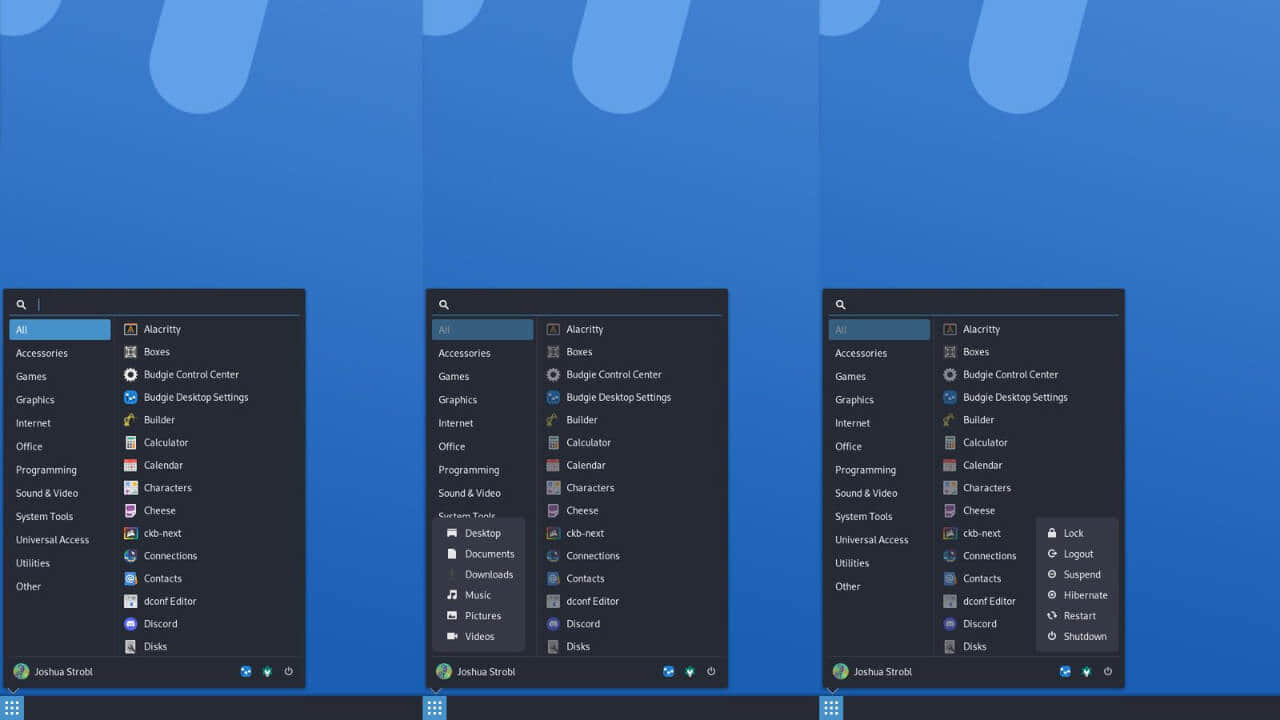 All
Accessories
Games
Graphics
Internet
Office
Programming
Sound & Video
System Tools
Universal Access
Utilities
Other
Alacritty
Boxes
Budgie Control Center
Budgie Desktop Settings
Builder
Calculator
Calendar
Characters
Cheese
ckb-next
Connections
Contacts
dconf Editor
Discord
Disks
Joshua Strobl
All
Accessories
Games
Graphics
Internet
Office
Programming
Sound & Video
System Tools
Desktop
Documents
Downloads
Music
Pictures
Videos
Alacritty
Boxes
Budgie Control Center
Budgie Desktop Settings
Builder
Calculator
Calendar
Characters
Cheese
ckb-next
Connections
Contacts
dconf Editor
Discord
Disks
Joshua Strobl
All
Accessories
Games
Graphics
Internet
Office
Programming
Sound & Video
System Tools
Universal Access
Utilities
Other
Alacritty
Boxes
Budgie Control Center
Budgie Desktop Settings
Builder
Calculator
Calendar
Characters
Cheese
ckb-next
Connections
Contacts
dconf Editor
Discord
Disks
Lock
Logout
Suspend
Hibernate
Restart
Shutdown
Joshua Strobl